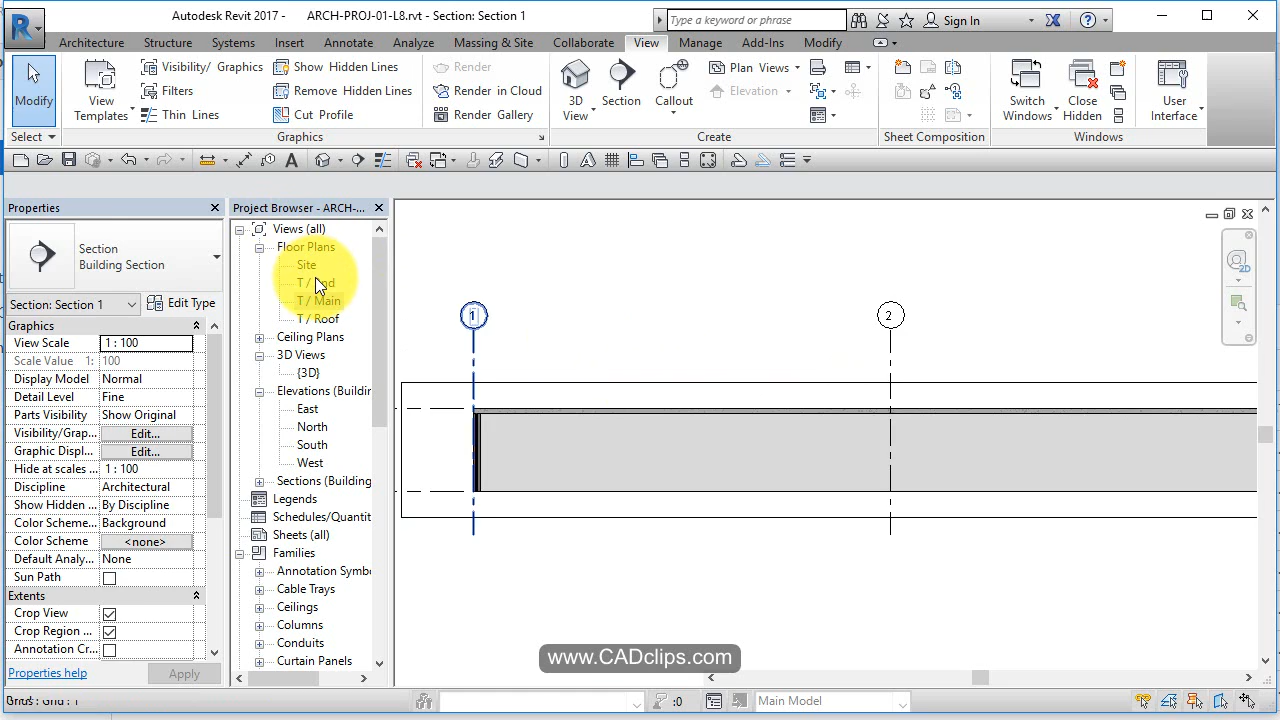 Autodesk Revit 2017 - ARCH-PROJ-01-L8.rvt - Section: Section 1
Type a keyword or phrase
Sign In
Architecture Structure Systems Insert Annotate Analyze Massing & Site Collaborate View Manage Add-Ins Modify
Modify
View Templates
Visibility/ Graphics
Filters
Thin Lines
Show Hidden Lines
Remove Hidden Lines
Cut Profile
Render
Render in Cloud
Render Gallery
3D View
Section
Callout
Plan Views
Elevation
Switch Windows
Close Hidden
User Interface
Select
Graphics
Create
Sheet Composition
Windows
Properties
Section
Building Section
Section: Section 1
Edit Type
Graphics
View Scale 1 : 100
Scale Value 1: 100
Display Model Normal
Detail Level Fine
Parts Visibility Show Original
Visibility/Grap... Edit...
Graphic Displ... Edit...
Hide at scales ... 1 : 100
Discipline Architectural
Show Hidden ... By Discipline
Color Scheme... Background
Color Scheme <none>
Default Analy... None
Sun Path
Extents
Crop View
Crop Region ...
Annotation Cr...
Properties help
Apply
Project Browser - ARCH-...
Views (all)
Floor Plans
Site
T / Main
T / Roof
Ceiling Plans
3D Views
{3D}
Elevations (Buildin
East
North
South
West
Sections (Building
Legends
Schedules/Quantit
Sheets (all)
Families
Annotation Symb
Cable Trays
Ceilings
Columns
Conduits
Curtain Panels
1
2
2D
www.CADclips.com
Grids : Grid : 1
:0
Main Model